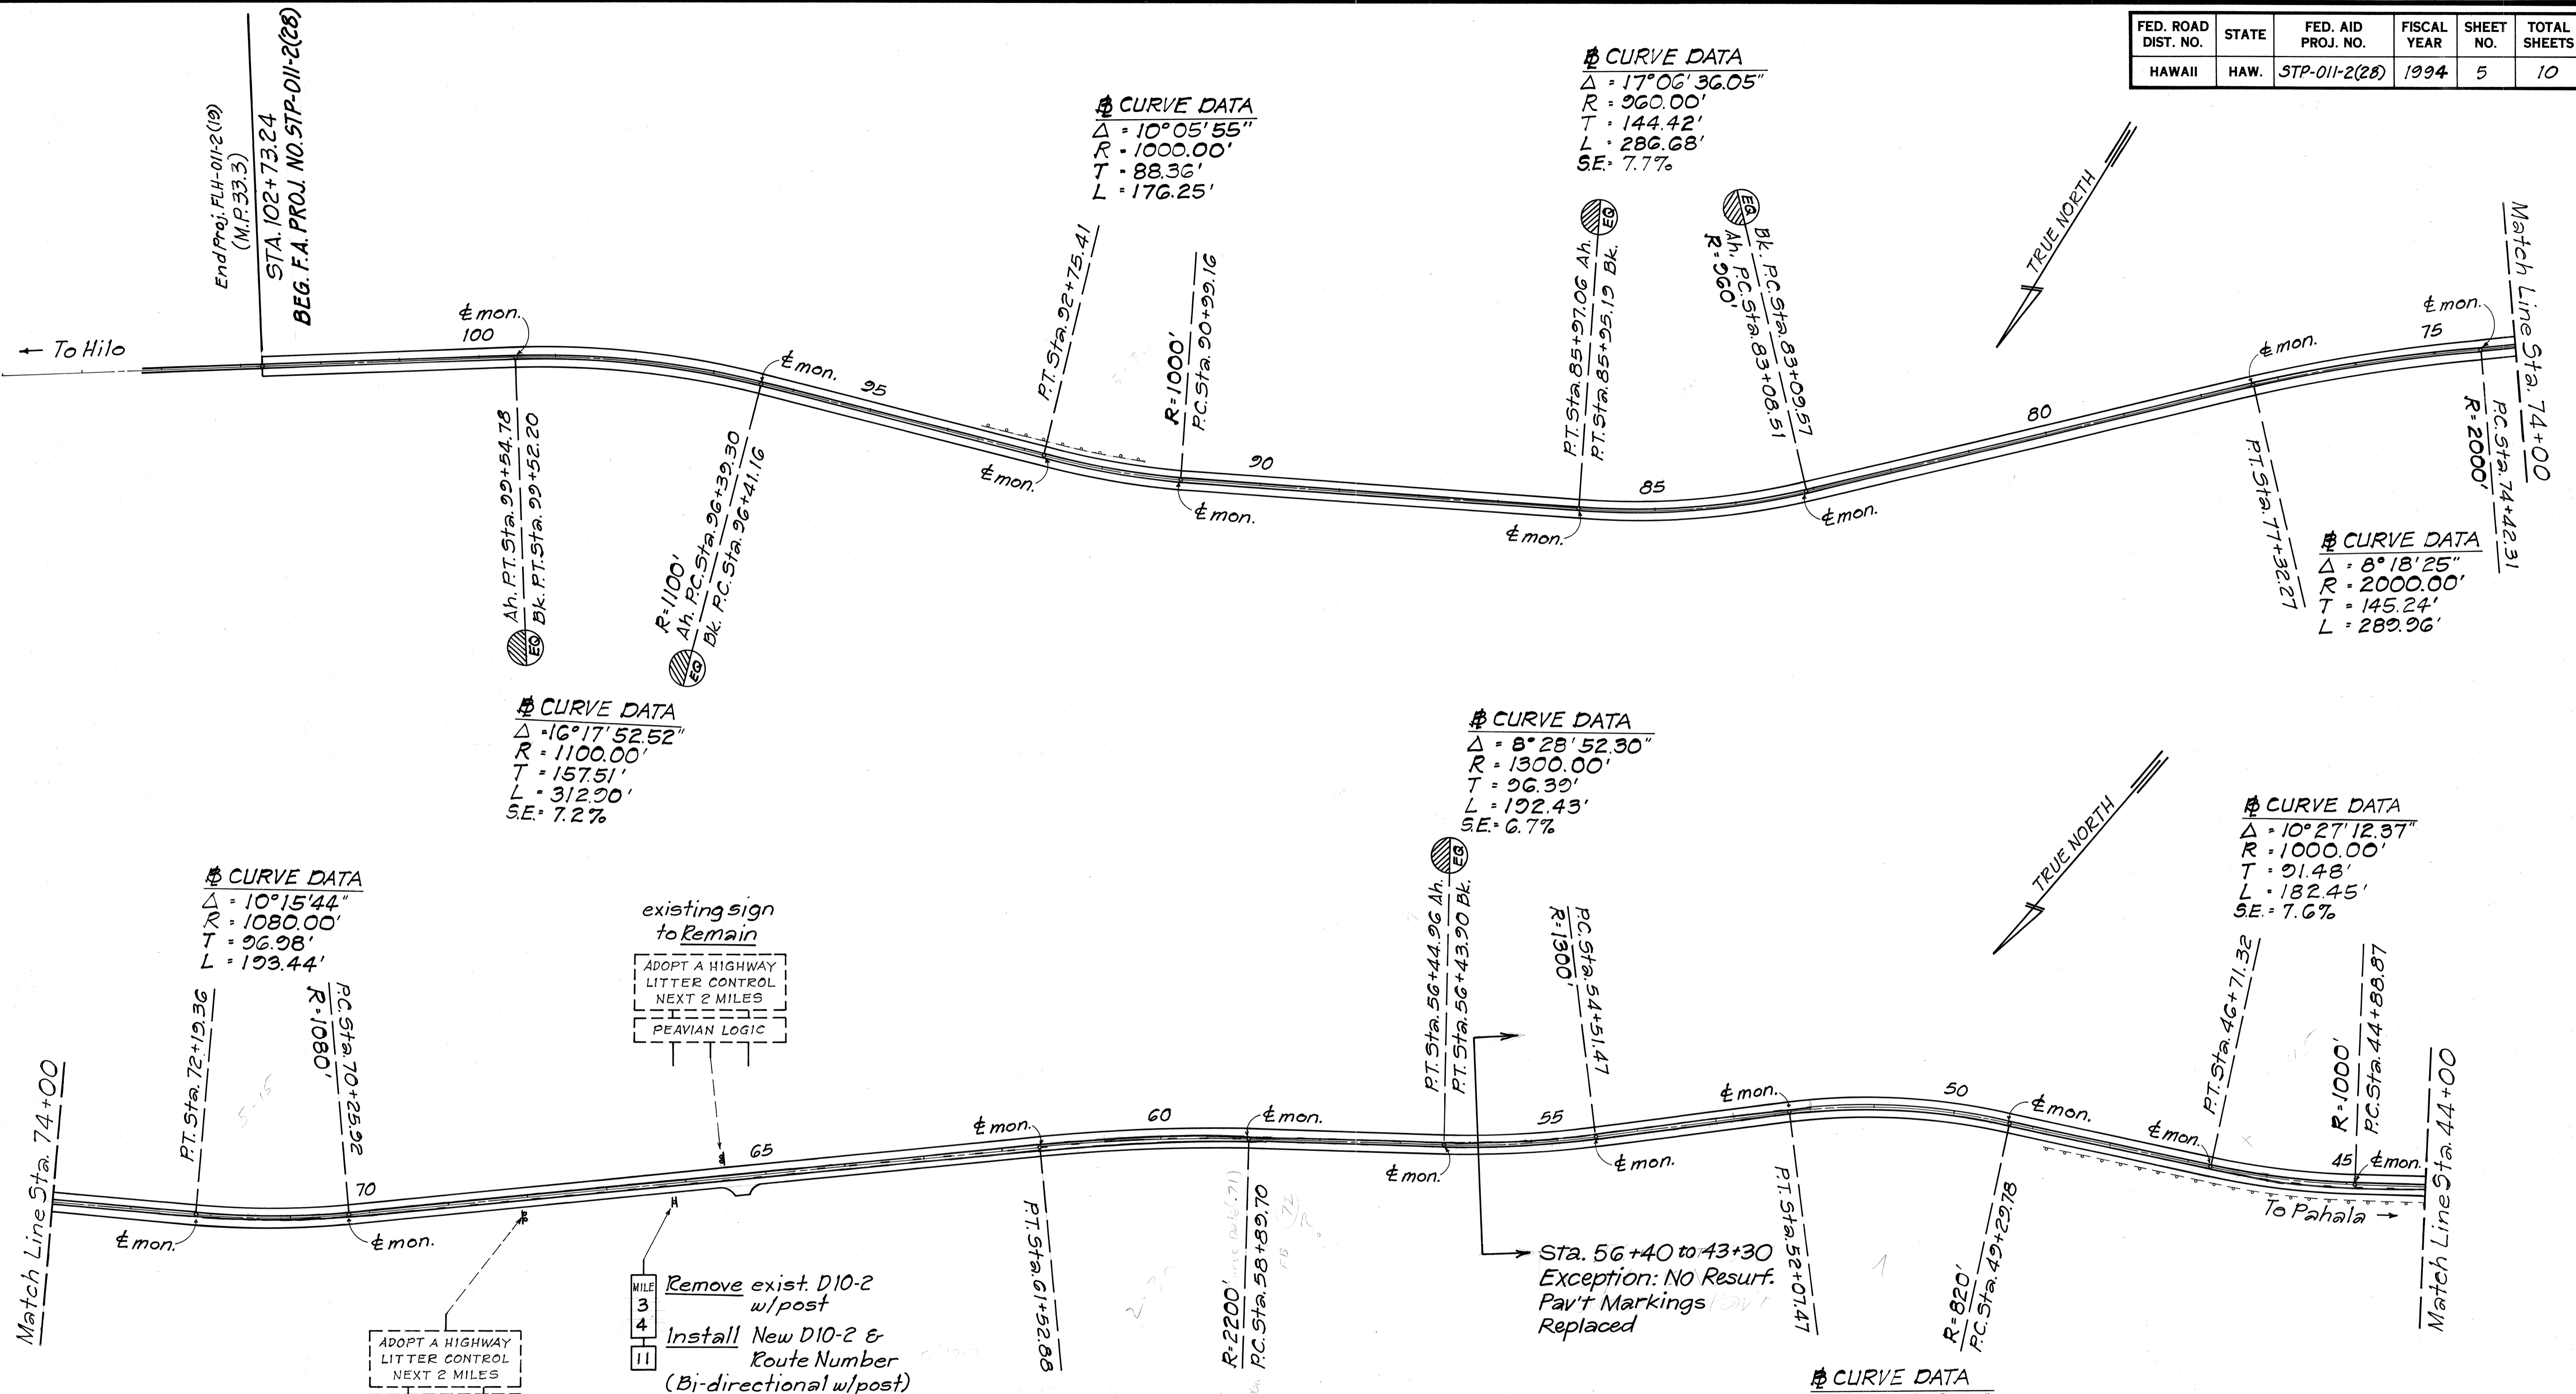 FED. ROAD DIST. NO. STATE FED. AID PROJ. NO. FISCAL YEAR SHEET NO. TOTAL SHEETS
HAWAII HAW. STP-011-2(28) 1994 5 10
End Proj. FLH-011-2(19)
(M.P. 33.3)
STA. 102+73.24
BEG. F.A. PROJ. NO. STP-011-2(28)
← To Hilo
℄ mon.
100
Ah. P.T. Sta. 99+54.78
Bk. P.T. Sta. 99+52.20
EQ
℄ mon.
R=1100'
Ah. P.C. Sta. 96+39.30
Bk. P.C. Sta. 96+41.16
EQ
CURVE DATA
Δ = 16°17'52.52"
R = 1100.00'
T = 157.51'
L = 312.90'
S.E. = 7.2%
95
CURVE DATA
Δ = 10°05'55"
R = 1000.00'
T = 88.36'
L = 176.25'
P.T. Sta. 92+75.41
℄ mon.
R=1000'
P.C. Sta. 90+99.16
℄ mon.
90
CURVE DATA
Δ = 17°06'36.05"
R = 960.00'
T = 144.42'
L = 286.68'
S.E. = 7.7%
EQ
P.T. Sta. 85+97.06 Ah.
P.T. Sta. 85+95.19 Bk.
℄ mon.
85
EQ
Bk. P.C. Sta. 83+09.57
Ah. P.C. Sta. 83+08.51
R=960'
℄ mon.
TRUE NORTH
80
℄ mon.
P.T. Sta. 77+32.27
75
℄ mon.
P.C. Sta. 74+42.31
R=2000'
Match Line Sta. 74+00
CURVE DATA
Δ = 8°18'25"
R = 2000.00'
T = 145.24'
L = 289.96'
Match Line Sta. 74+00
CURVE DATA
Δ = 10°15'44"
R = 1080.00'
T = 96.98'
L = 193.44'
P.T. Sta. 72+19.36
℄ mon.
P.C. Sta. 70+25.92
R=1080'
70
℄ mon.
existing sign
to Remain
ADOPT A HIGHWAY
LITTER CONTROL
NEXT 2 MILES
PEAVIAN LOGIC
65
ADOPT A HIGHWAY
LITTER CONTROL
NEXT 2 MILES
MILE
3
4
11
Remove exist. D10-2
w/post
Install New D10-2 &
Route Number
(Bi-directional w/post)
℄ mon.
P.T. Sta. 61+52.88
60
℄ mon.
R=2200'
P.C. Sta. 58+89.70
CURVE DATA
Δ = 8°28'52.30"
R = 1300.00'
T = 96.39'
L = 192.43'
S.E. = 6.7%
EQ
P.T. Sta. 56+44.96 Ah.
P.T. Sta. 56+43.90 Bk.
℄ mon.
P.C. Sta. 54+51.47
R=1300'
55
℄ mon.
Sta. 56+40 to 43+30
Exception: No Resurf.
Pav't Markings
Replaced
℄ mon.
P.T. Sta. 52+07.47
50
℄ mon.
R=820'
P.C. Sta. 49+29.78
CURVE DATA
TRUE NORTH
CURVE DATA
Δ = 10°27'12.37"
R = 1000.00'
T = 91.48'
L = 182.45'
S.E. = 7.6%
P.T. Sta. 46+71.32
℄ mon.
R=1000'
P.C. Sta. 44+88.87
45
℄ mon.
To Pahala →
Match Line Sta. 44+00